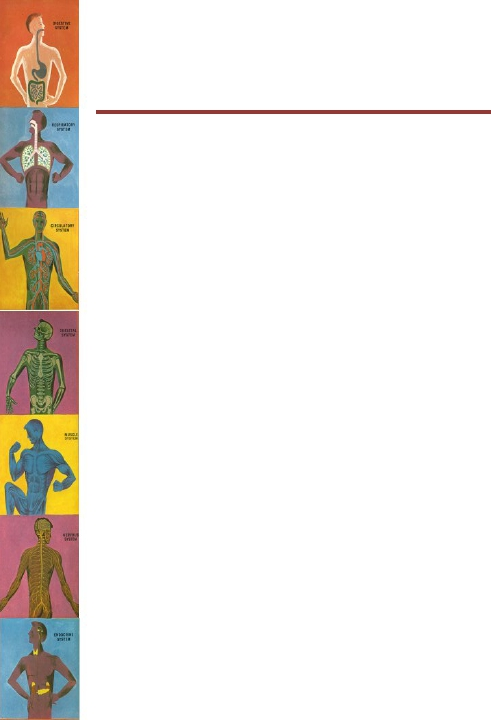 DIGESTIVE
SYSTEM
RESPIRATORY
SYSTEM
CIRCULATORY
SYSTEM
SKELETAL
SYSTEM
MUSCLE
SYSTEM
NERVOUS
SYSTEM
ENDOCRINE
SYSTEM